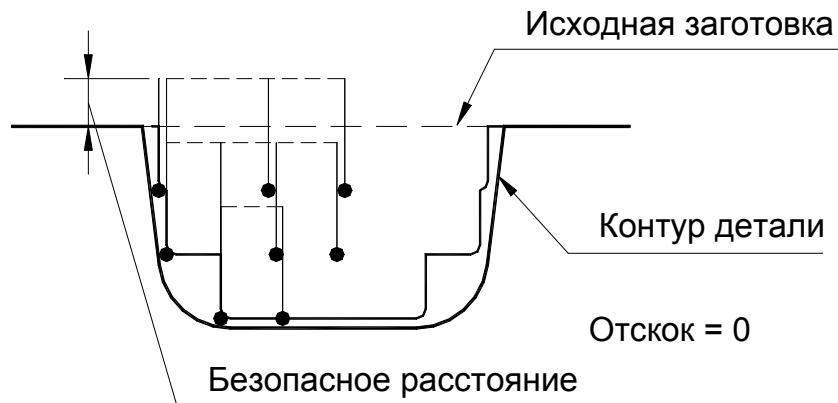 Исходная заготовка
Контур детали
Отскок = 0
Безопасное расстояние